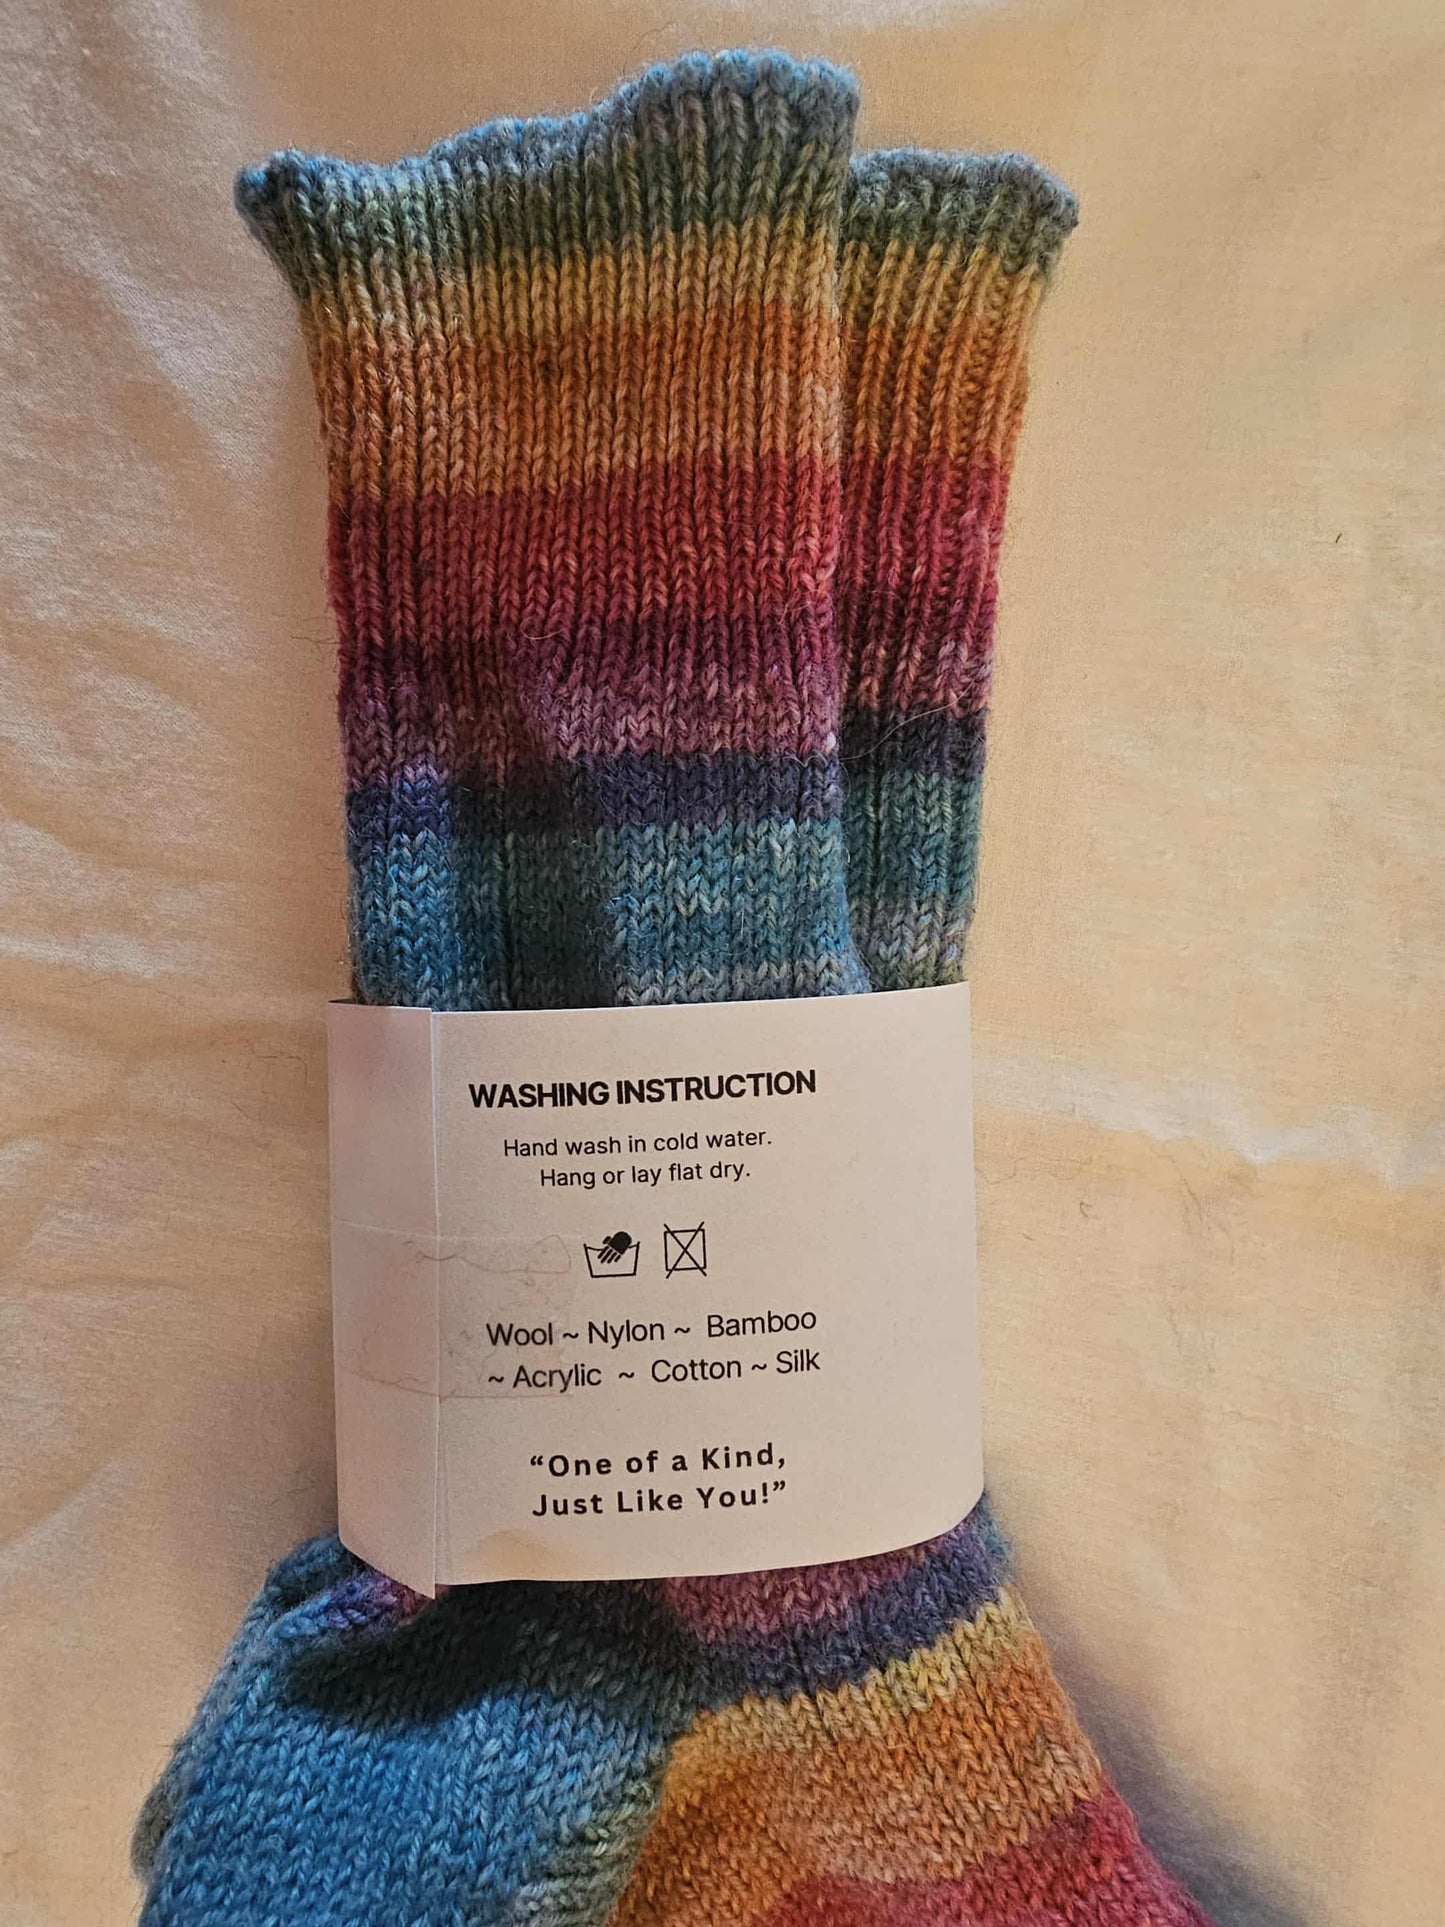 WASHING INSTRUCTION
Hand wash in cold water.
Hang or lay flat dry.
Wool ~ Nylon ~ Bamboo
~ Acrylic ~ Cotton ~ Silk
“One of a Kind,
Just Like You!”